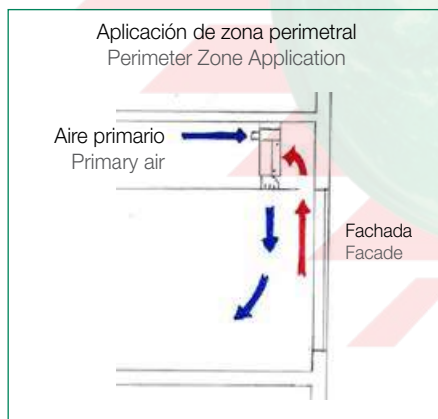 Aplicación de zona perimetral
Perimeter Zone Application
Aire primario
Primary air
Fachada
Facade